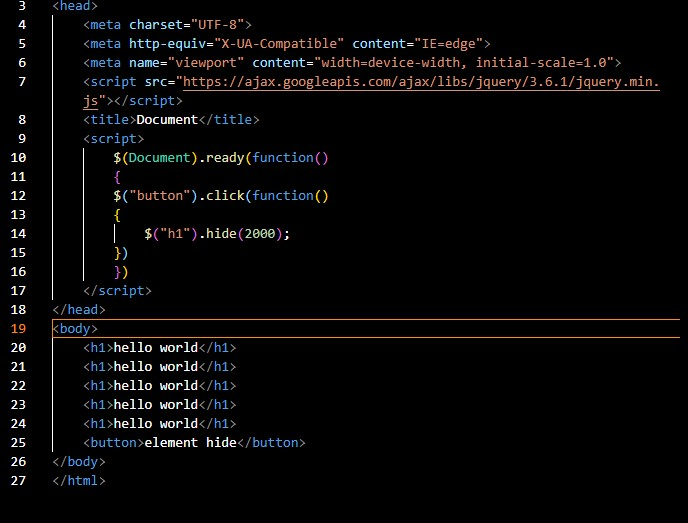 3 <head>
4 <meta charset="UTF-8">
5 <meta http-equiv="X-UA-Compatible" content="IE=edge">
6 <meta name="viewport" content="width=device-width, initial-scale=1.0">
7 <script src="https://ajax.googleapis.com/ajax/libs/jquery/3.6.1/jquery.min.
js"></script>
8 <title>Document</title>
9 <script>
10 $(Document).ready(function()
11 {
12 $("button").click(function()
13 {
14 $("h1").hide(2000);
15 })
16 })
17 </script>
18 </head>
19 <body>
20 <h1>hello world</h1>
21 <h1>hello world</h1>
22 <h1>hello world</h1>
23 <h1>hello world</h1>
24 <h1>hello world</h1>
25 <button>element hide</button>
26 </body>
27 </html>